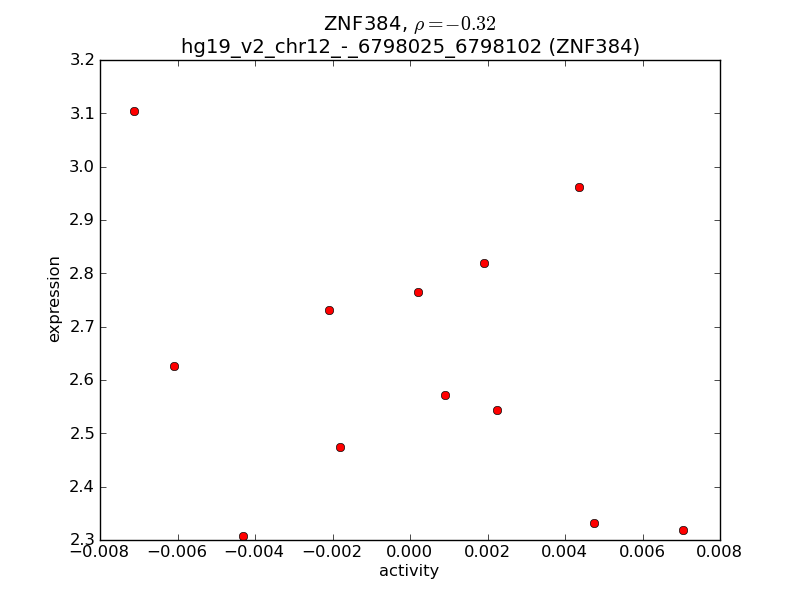 ZNF384, ρ=−0.32
hg19_v2_chr12_-_6798025_6798102 (ZNF384)
3.2
3.1
3.0
2.9
2.8
2.7
2.6
2.5
2.4
2.3
expression
−0.008 −0.006 −0.004 −0.002 0.000 0.002 0.004 0.006 0.008
activity